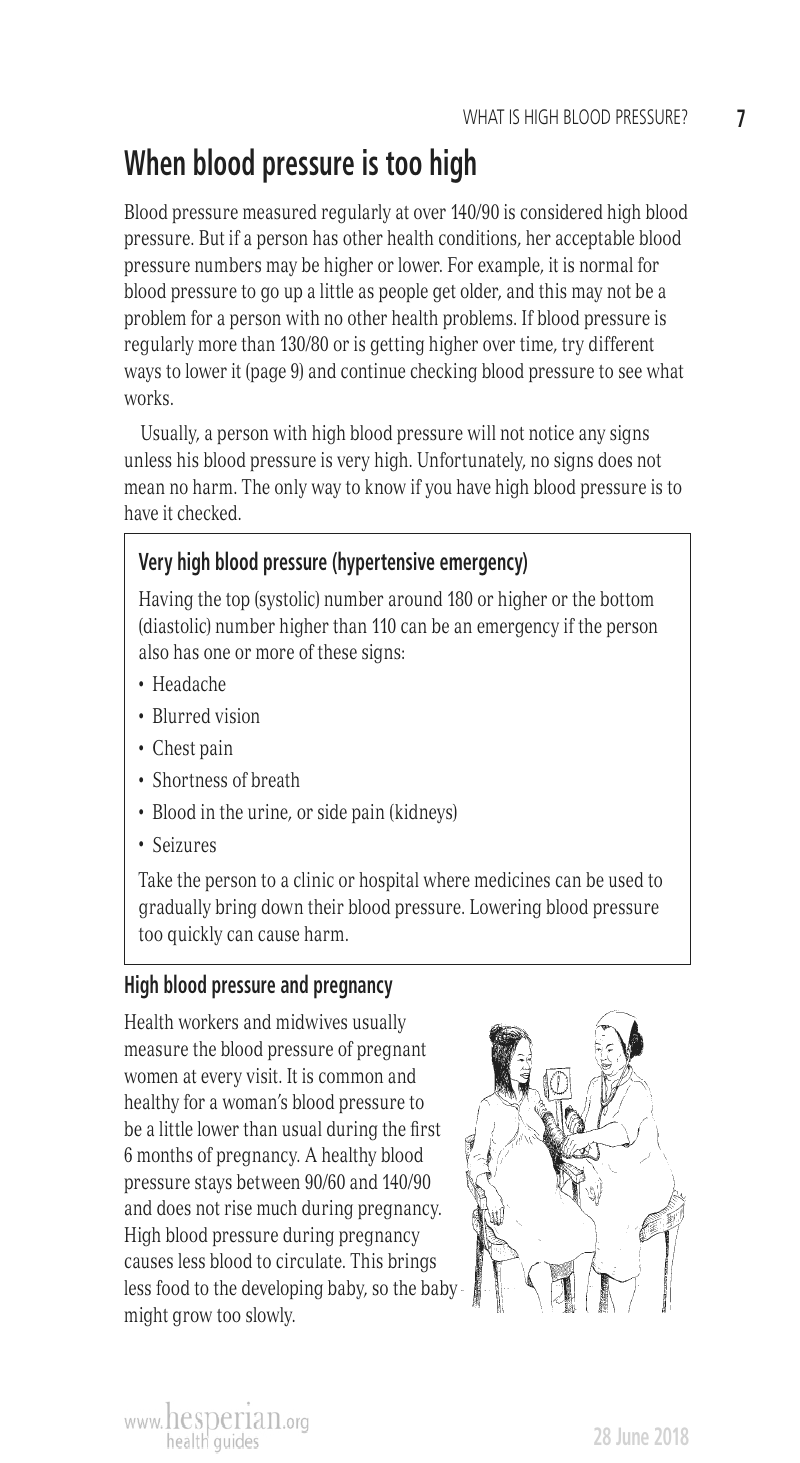 WHAT IS HIGH BLOOD PRESSURE? 7
When blood pressure is too high
Blood pressure measured regularly at over 140/90 is considered high blood
pressure. But if a person has other health conditions, her acceptable blood
pressure numbers may be higher or lower. For example, it is normal for
blood pressure to go up a little as people get older, and this may not be a
problem for a person with no other health problems. If blood pressure is
regularly more than 130/80 or is getting higher over time, try different
ways to lower it (page 9) and continue checking blood pressure to see what
works.
Usually, a person with high blood pressure will not notice any signs
unless his blood pressure is very high. Unfortunately, no signs does not
mean no harm. The only way to know if you have high blood pressure is to
have it checked.
Very high blood pressure (hypertensive emergency)
Having the top (systolic) number around 180 or higher or the bottom
(diastolic) number higher than 110 can be an emergency if the person
also has one or more of these signs:
• Headache
• Blurred vision
• Chest pain
• Shortness of breath
• Blood in the urine, or side pain (kidneys)
• Seizures
Take the person to a clinic or hospital where medicines can be used to
gradually bring down their blood pressure. Lowering blood pressure
too quickly can cause harm.
High blood pressure and pregnancy
Health workers and midwives usually
measure the blood pressure of pregnant
women at every visit. It is common and
healthy for a woman's blood pressure to
be a little lower than usual during the first
6 months of pregnancy. A healthy blood
pressure stays between 90/60 and 140/90
and does not rise much during pregnancy.
High blood pressure during pregnancy
causes less blood to circulate. This brings
less food to the developing baby, so the baby
might grow too slowly.
www.hesperian.org
health guides
28 June 2018